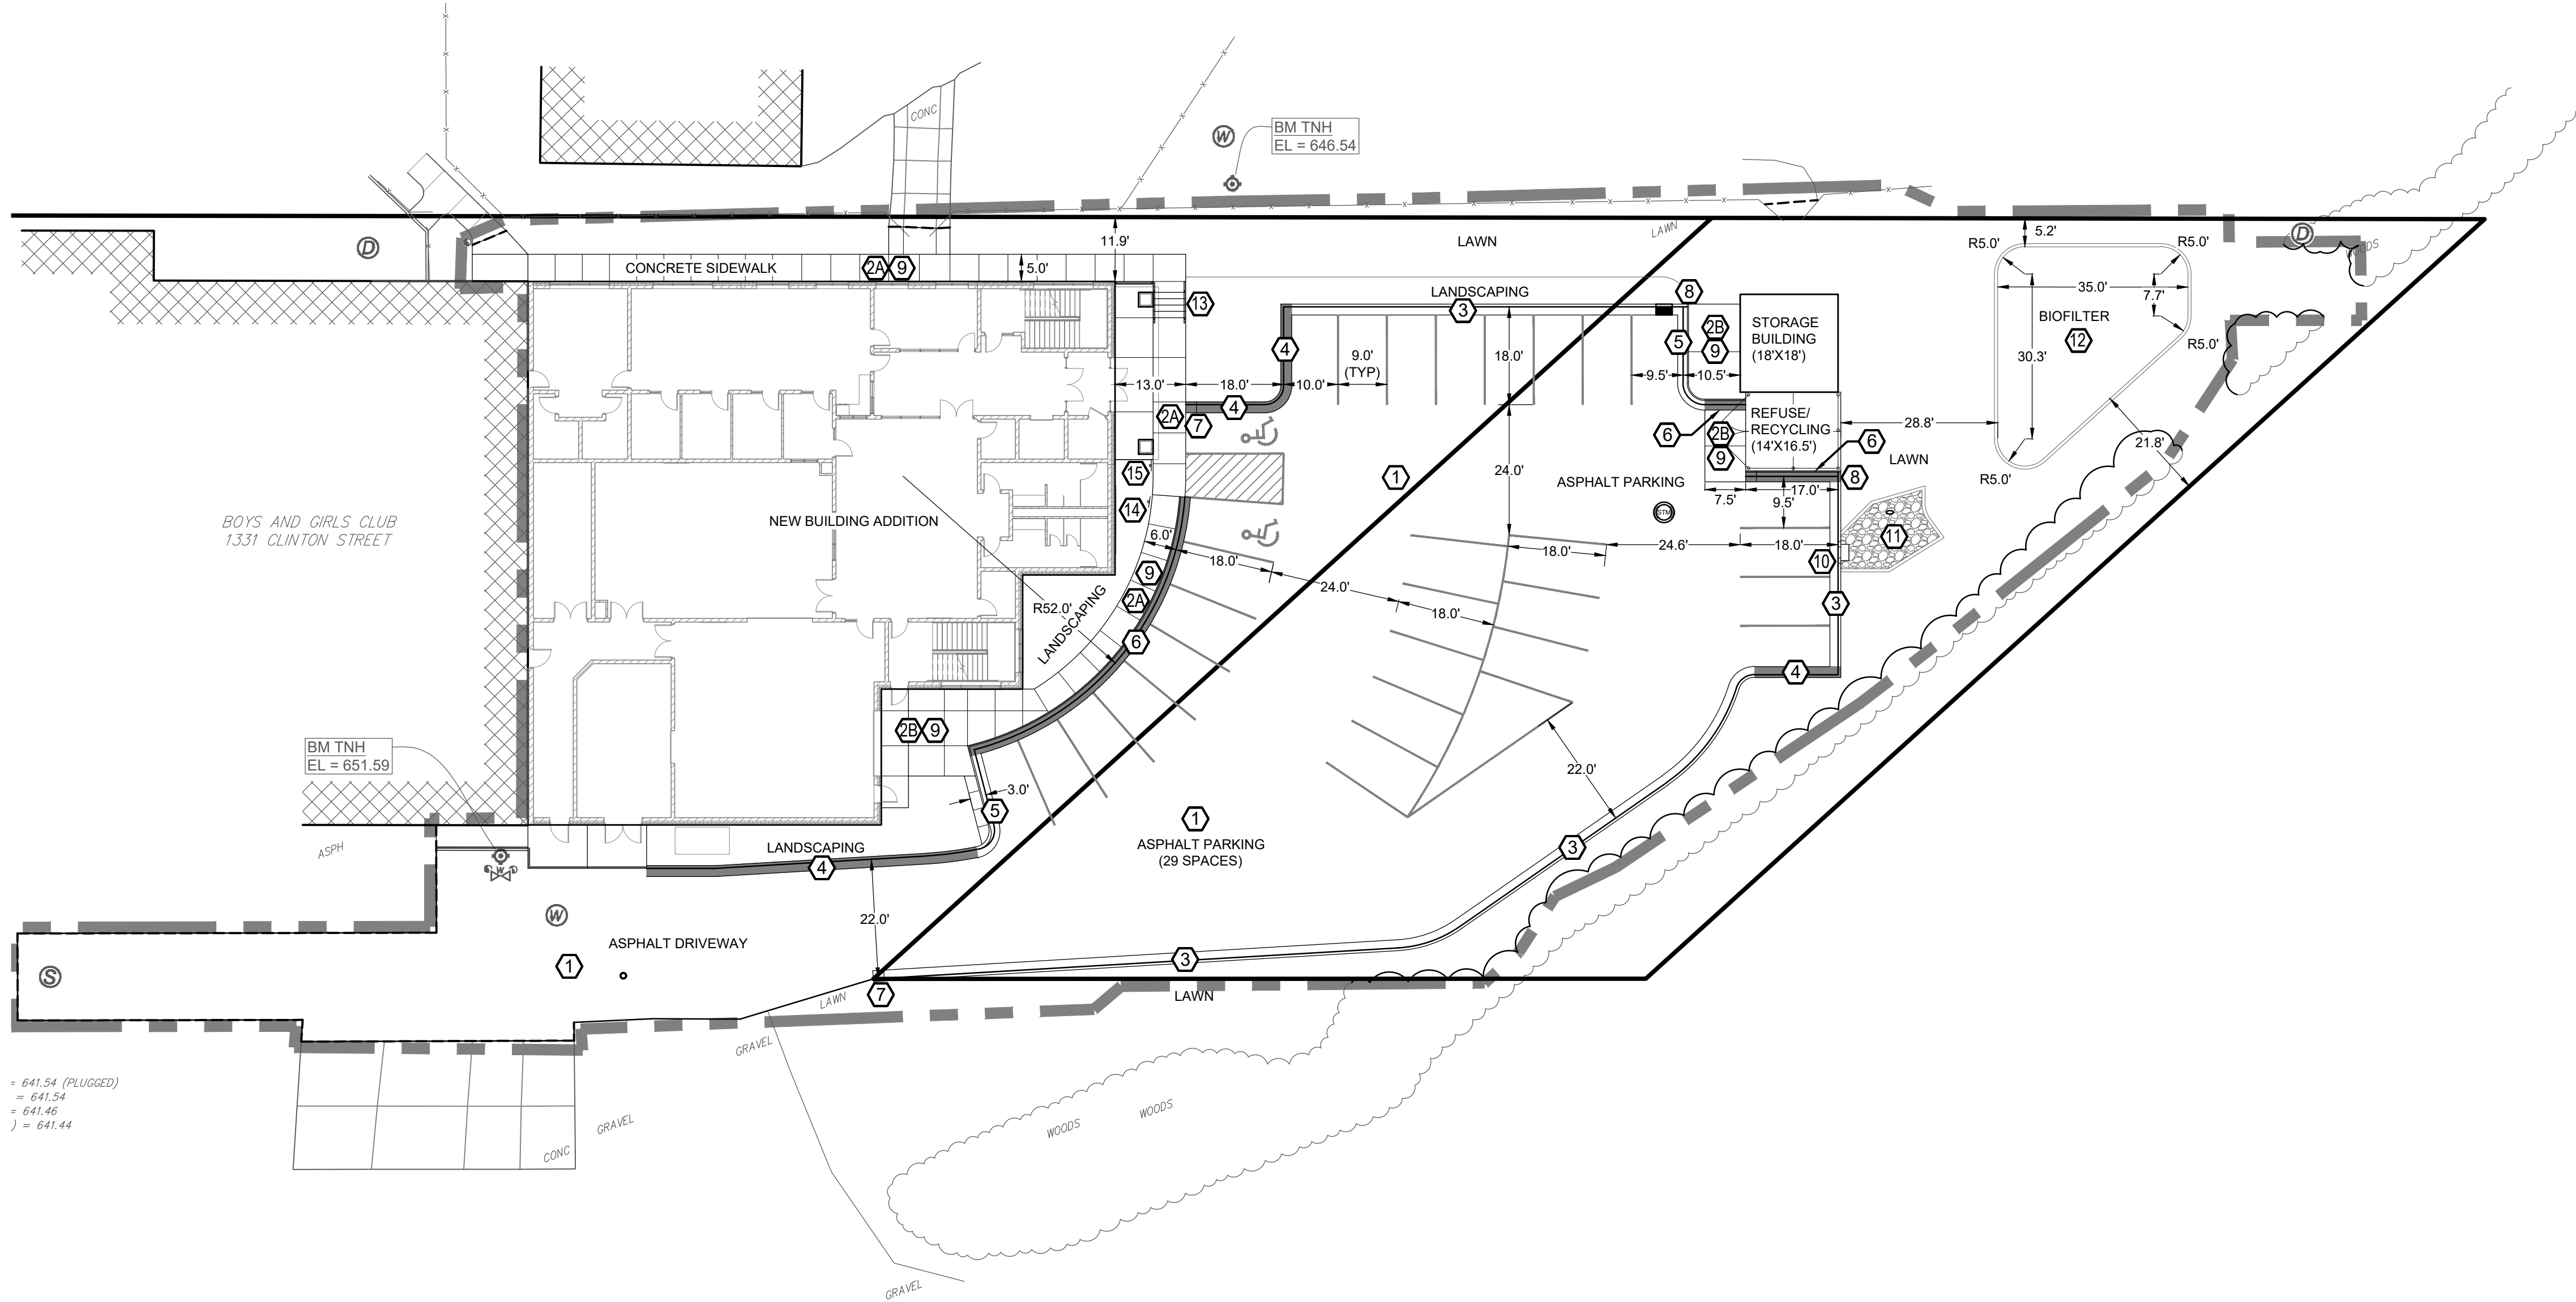 CONC
W
BM TNH
EL = 646.54
D
11.9'
LAWN
LAWN
5.2'
R5.0'
R5.0'
D
WOODS
CONCRETE SIDEWALK
2A
9
5.0'
13
LANDSCAPING
3
8
35.0'
7.7'
BIOFILTER
12
R5.0'
30.3'
STORAGE
BUILDING
(18'X18')
2B
9
5
4
9.0'
(TYP)
18.0'
13.0'
18.0'
10.0'
9.5'
10.5'
4
2A
7
REFUSE/
RECYCLING
(14'X16.5')
28.8'
6
2B
9
6
LAWN
21.8'
15
1
24.0'
ASPHALT PARKING
8
R5.0'
17.0'
7.5'
9.5'
14
STM
NEW BUILDING ADDITION
BOYS AND GIRLS CLUB
1331 CLINTON STREET
6.0'
11
18.0'
18.0'
24.6'
18.0'
10
9
24.0'
2A
R52.0'
LANDSCAPING
18.0'
3
6
4
2B
9
BM TNH
EL = 651.59
22.0'
3.0'
5
1
ASPHALT PARKING
(29 SPACES)
3
ASPH
LANDSCAPING
4
W
W
22.0'
ASPHALT DRIVEWAY
1
S
3
7
LAWN
LAWN
GRAVEL
= 641.54 (PLUGGED)
= 641.54
= 641.46
) = 641.44
WOODS
WOODS
GRAVEL
CONC
GRAVEL